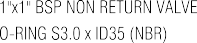 1"x1" BSP NON RETURN VALVE
O-RING S3.0 x ID35 (NBR)